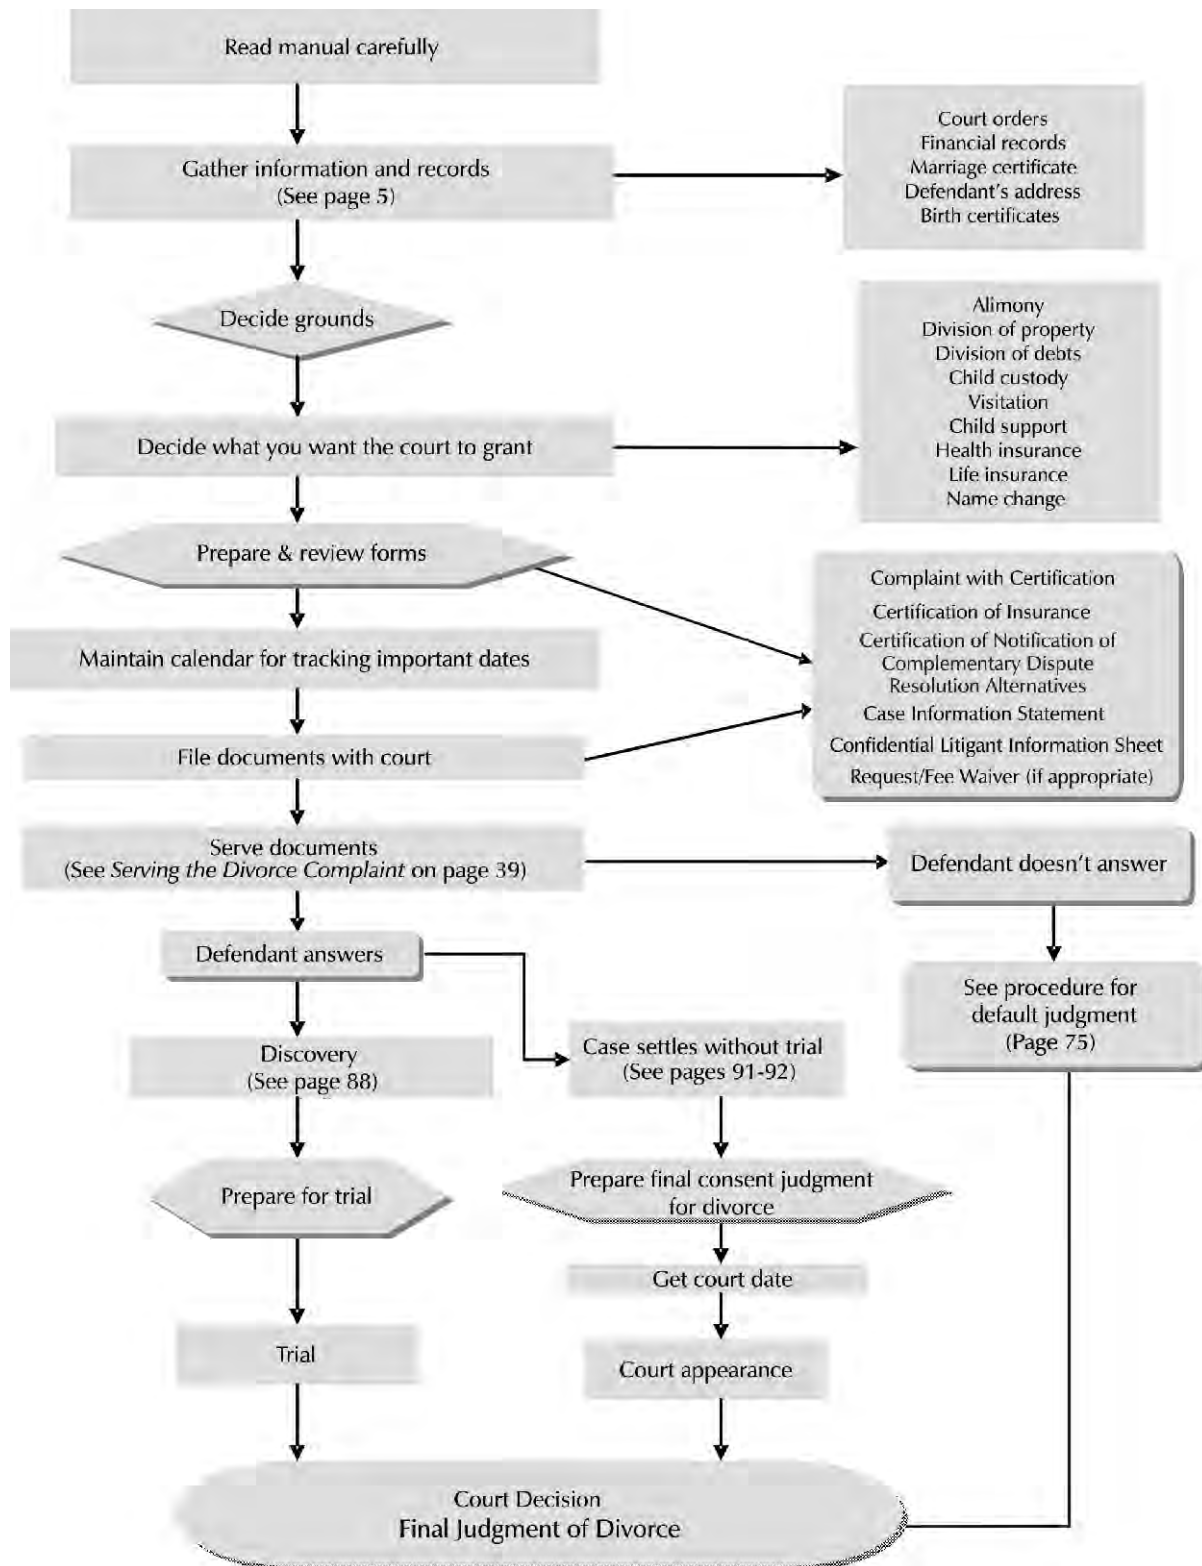 Read manual carefully
Gather information and records
(See page 5)
Court orders
Financial records
Marriage certificate
Defendant's address
Birth certificates
Decide grounds
Decide what you want the court to grant
Alimony
Division of property
Division of debts
Child custody
Visitation
Child support
Health insurance
Life insurance
Name change
Prepare & review forms
Complaint with Certification
Certification of Insurance
Certification of Notification of
Complementary Dispute
Resolution Alternatives
Case Information Statement
Confidential Litigant Information Sheet
Request/Fee Waiver (if appropriate)
Maintain calendar for tracking important dates
File documents with court
Serve documents
(See Serving the Divorce Complaint on page 39)
Defendant doesn't answer
See procedure for
default judgment
(Page 75)
Defendant answers
Discovery
(See page 88)
Case settles without trial
(See pages 91-92)
Prepare for trial
Prepare final consent judgment
for divorce
Get court date
Trial
Court appearance
Court Decision
Final Judgment of Divorce